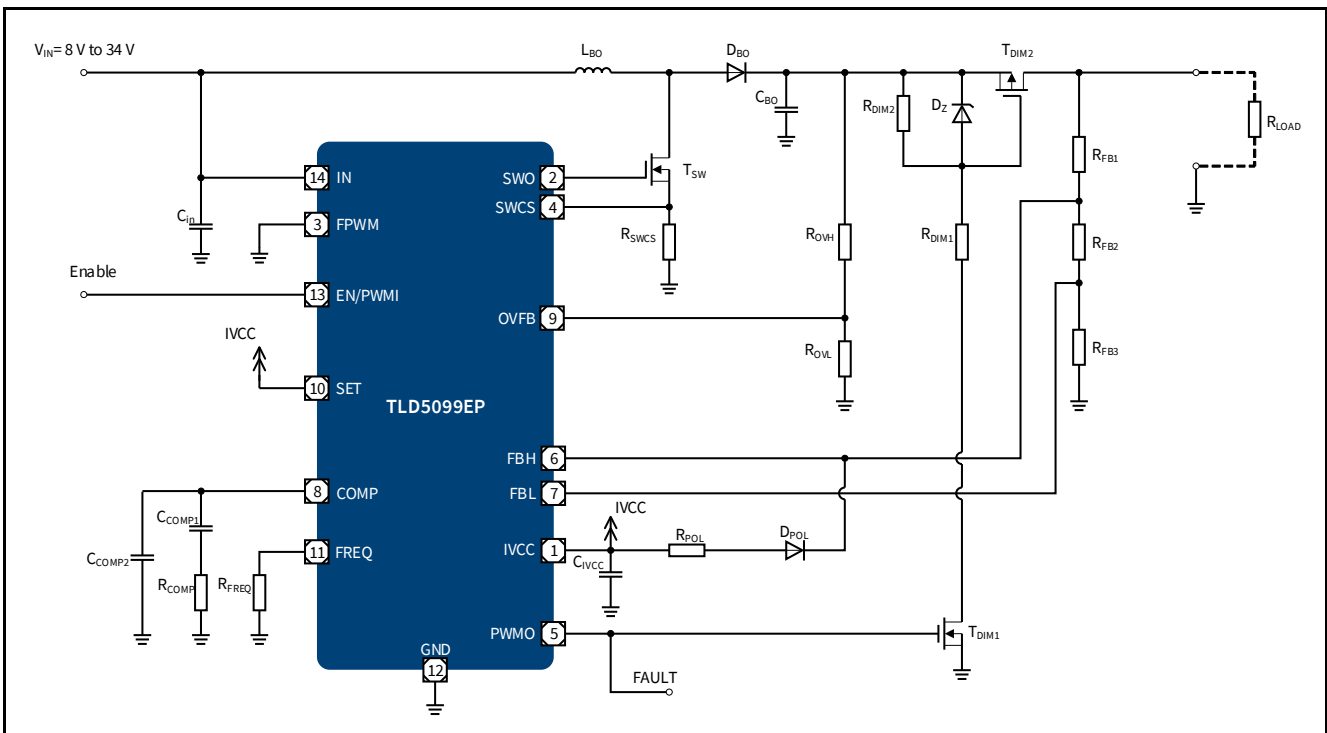 V_IN= 8 V to 34 V
L_BO
D_BO
T_DIM2
C_BO
R_DIM2
D_Z
R_LOAD
R_FB1
14 IN
SWO 2
T_SW
SWCS 4
C_in
3 FPWM
R_SWCS
R_OVH
R_DIM1
R_FB2
Enable
13 EN/PWMI
OVFB 9
IVCC
R_OVL
R_FB3
10 SET
TLD5099EP
FBH 6
8 COMP
FBL 7
C_COMP1
IVCC
R_POL
D_POL
11 FREQ
IVCC 1
C_COMP2
C_IVCC
R_COMP
R_FREQ
PWMO 5
T_DIM1
GND
12
FAULT